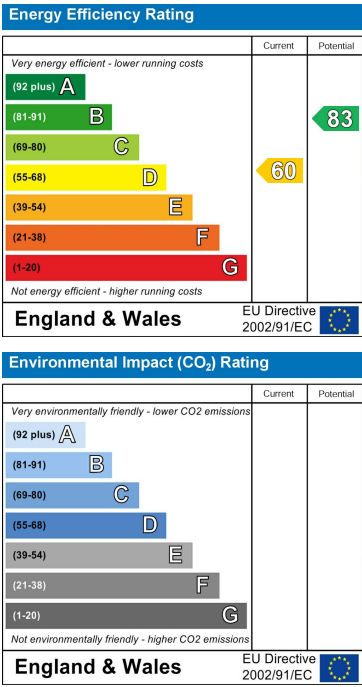 Energy Efficiency Rating
Current Potential
Very energy efficient - lower running costs
(92 plus) A
(81-91) B
83
(69-80) C
(55-68) D
60
(39-54) E
(21-38) F
(1-20) G
Not energy efficient - higher running costs
England & Wales
EU Directive
2002/91/EC
Environmental Impact (CO₂) Rating
Current Potential
Very environmentally friendly - lower CO2 emissions
(92 plus) A
(81-91) B
(69-80) C
(55-68) D
(39-54) E
(21-38) F
(1-20) G
Not environmentally friendly - higher CO2 emissions
England & Wales
EU Directive
2002/91/EC